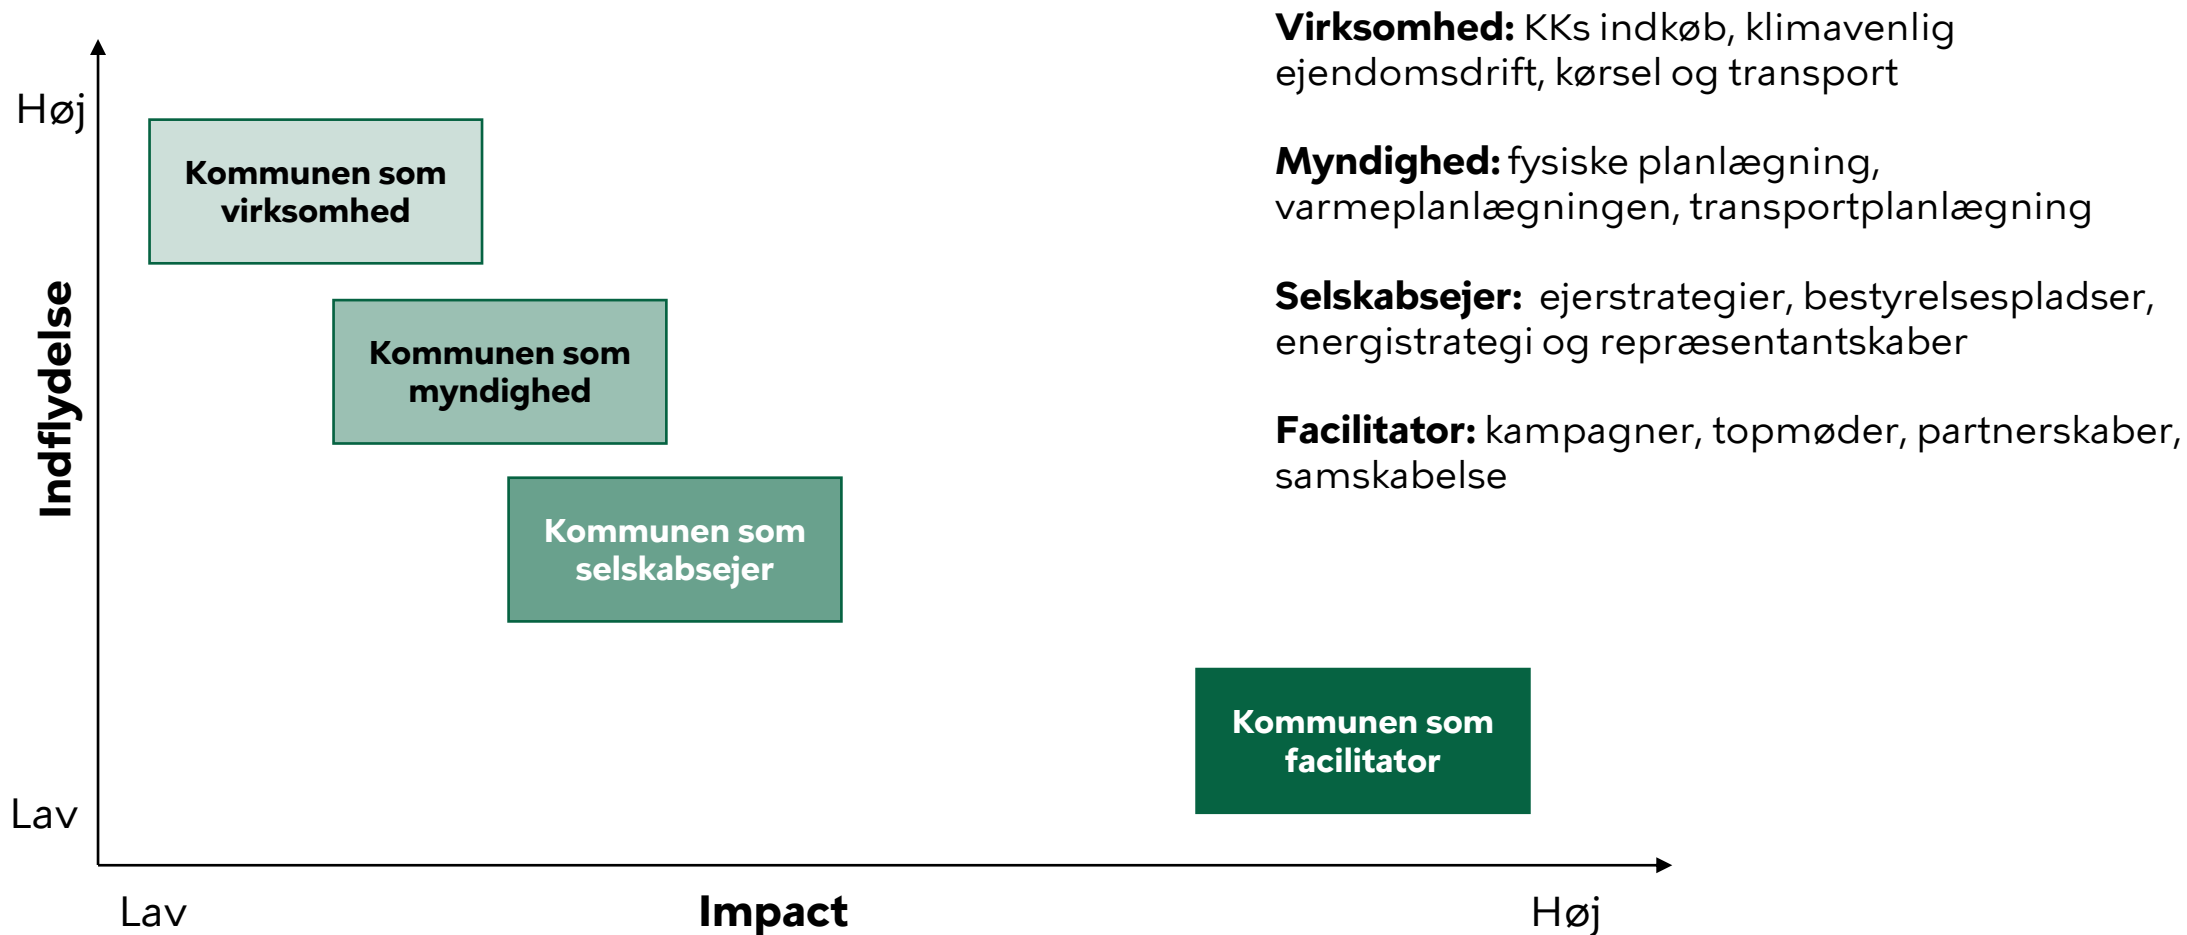 Høj
Indflydelse
Lav
Kommunen som
virksomhed
Kommunen som
myndighed
Kommunen som
selskabsejer
Kommunen som
facilitator
Lav
Impact
Høj
Virksomhed: KKs indkøb, klimavenlig
ejendomsdrift, kørsel og transport
Myndighed: fysiske planlægning,
varmeplanlægningen, transportplanlægning
Selskabsejer: ejerstrategier, bestyrelsespladser,
energistrategi og repræsentantskaber
Facilitator: kampagner, topmøder, partnerskaber,
samskabelse